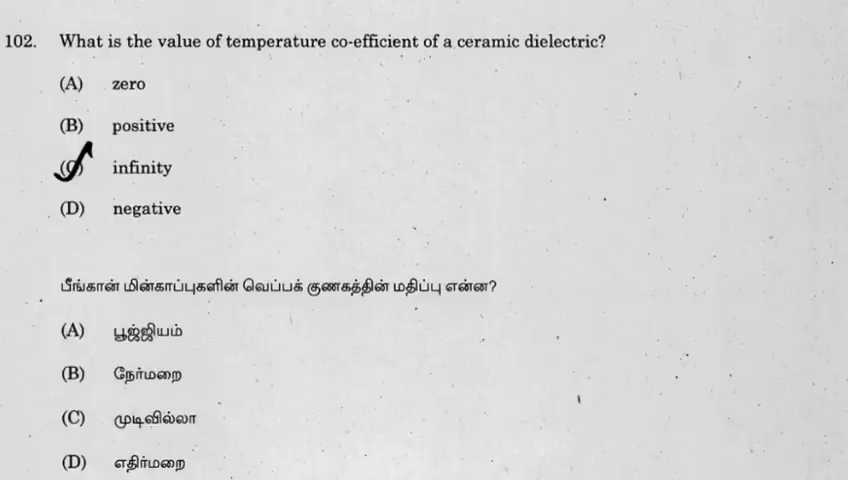 102. What is the value of temperature co-efficient of a ceramic dielectric?
(A) zero
(B) positive
(C) infinity
(D) negative
பீங்கான் மின்காப்புகளின் வெப்பக் குணகத்தின் மதிப்பு என்ன?
(A) பூஜ்ஜியம்
(B) நேர்மறை
(C) முடிவில்லா
(D) எதிர்மறை